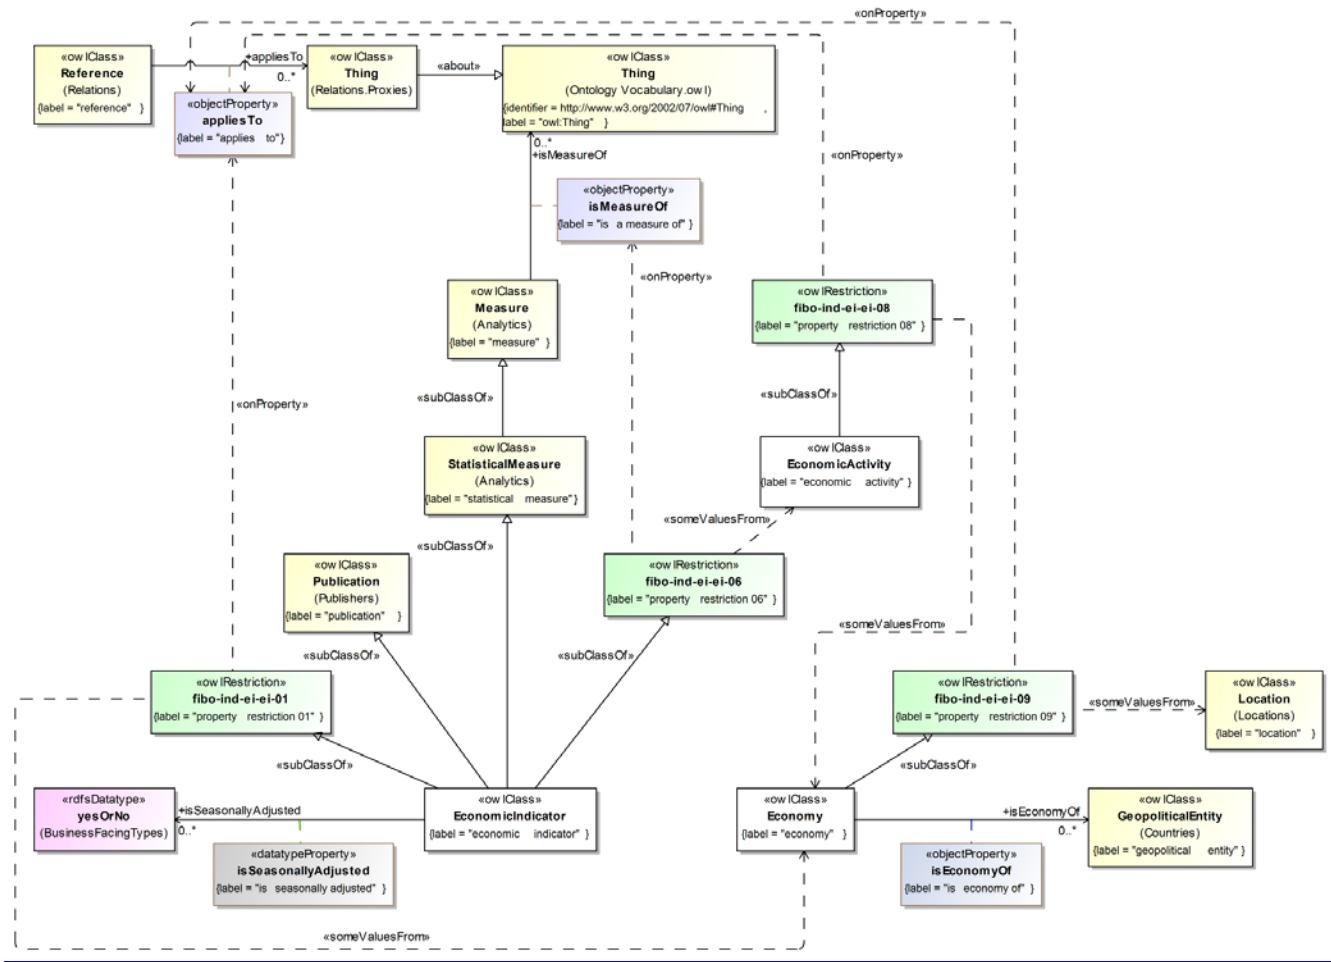 «onProperty»
«owlClass»
Reference
(Relations)
{label = "reference" }
+appliesTo
0..*
«owlClass»
Thing
(Relations.Proxies)
«about»
«owlClass»
Thing
(Ontology Vocabulary.owl)
{identifier = http://www.w3.org/2002/07/owl#Thing ,
label = "owl:Thing" }
«objectProperty»
appliesTo
{label = "applies to"}
0..*
+isMeasureOf
«onProperty»
«objectProperty»
isMeasureOf
{label = "is a measure of" }
«onProperty»
«owlClass»
Measure
(Analytics)
{label = "measure" }
«owlRestriction»
fibo-ind-ei-ei-08
{label = "property restriction 08" }
«subClassOf»
«subClassOf»
«onProperty»
«owlClass»
StatisticalMeasure
(Analytics)
{label = "statistical measure"}
«owlClass»
EconomicActivity
{label = "economic activity" }
«someValuesFrom»
«subClassOf»
«owlClass»
Publication
(Publishers)
{label = "publication" }
«owlRestriction»
fibo-ind-ei-ei-06
{label = "property restriction 06" }
«someValuesFrom»
«subClassOf»
«subClassOf»
«owlRestriction»
fibo-ind-ei-ei-01
{label = "property restriction 01" }
«owlRestriction»
fibo-ind-ei-ei-09
{label = "property restriction 09" }
«someValuesFrom»
«owlClass»
Location
(Locations)
{label = "location" }
«subClassOf»
«subClassOf»
«rdfsDatatype»
yesOrNo
(BusinessFacingTypes)
+isSeasonallyAdjusted
0..*
«owlClass»
EconomicIndicator
{label = "economic indicator" }
«owlClass»
Economy
{label = "economy" }
+isEconomyOf
0..*
«owlClass»
GeopoliticalEntity
(Countries)
{label = "geopolitical entity" }
«datatypeProperty»
isSeasonallyAdjusted
{label = "is seasonally adjusted" }
«objectProperty»
isEconomyOf
{label = "is economy of" }
«someValuesFrom»